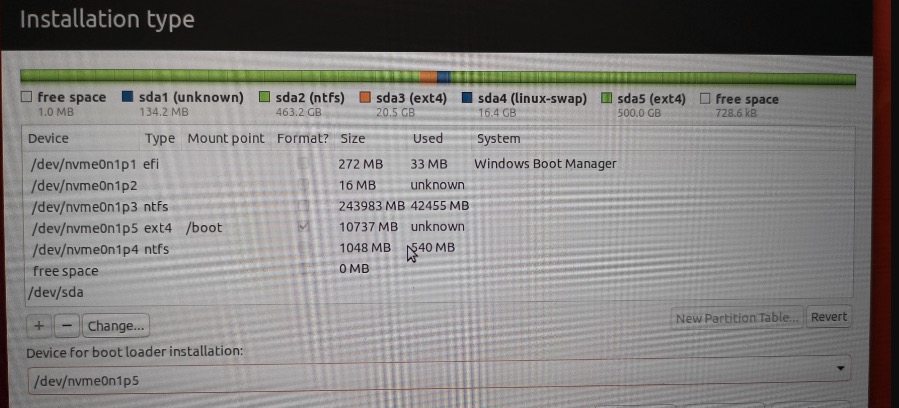 Installation type
free space sda1 (unknown) sda2 (ntfs) sda3 (ext4) sda4 (linux-swap) sda5 (ext4) free space
1.0 MB 134.2 MB 463.2 GB 20.5 GB 16.4 GB 500.0 GB 728.6 kB
Device Type Mount point Format? Size Used System
/dev/nvme0n1p1 efi 272 MB 33 MB Windows Boot Manager
/dev/nvme0n1p2 16 MB unknown
/dev/nvme0n1p3 ntfs 243983 MB 42455 MB
/dev/nvme0n1p5 ext4 /boot 10737 MB unknown
/dev/nvme0n1p4 ntfs 1048 MB 540 MB
free space 0 MB
/dev/sda
+ − Change... New Partition Table... Revert
Device for boot loader installation:
/dev/nvme0n1p5